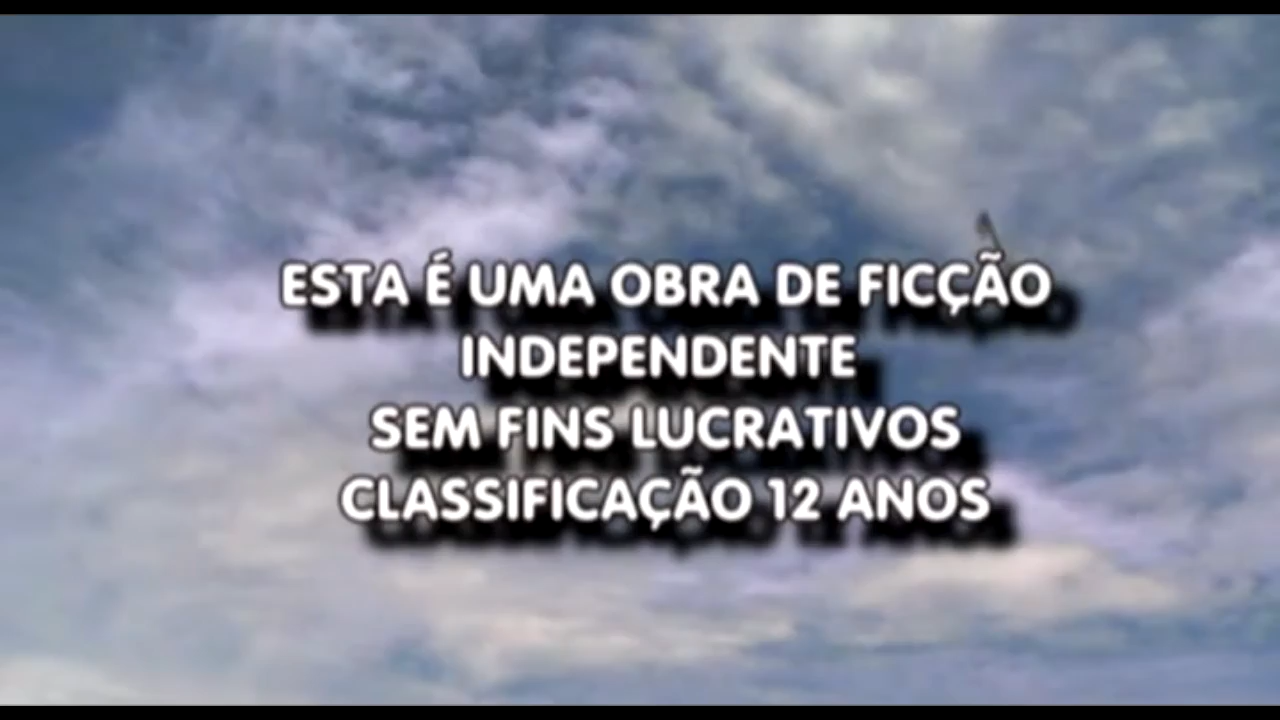 ESTA É UMA OBRA DE FICÇÃO
INDEPENDENTE
SEM FINS LUCRATIVOS
CLASSIFICAÇÃO 12 ANOS